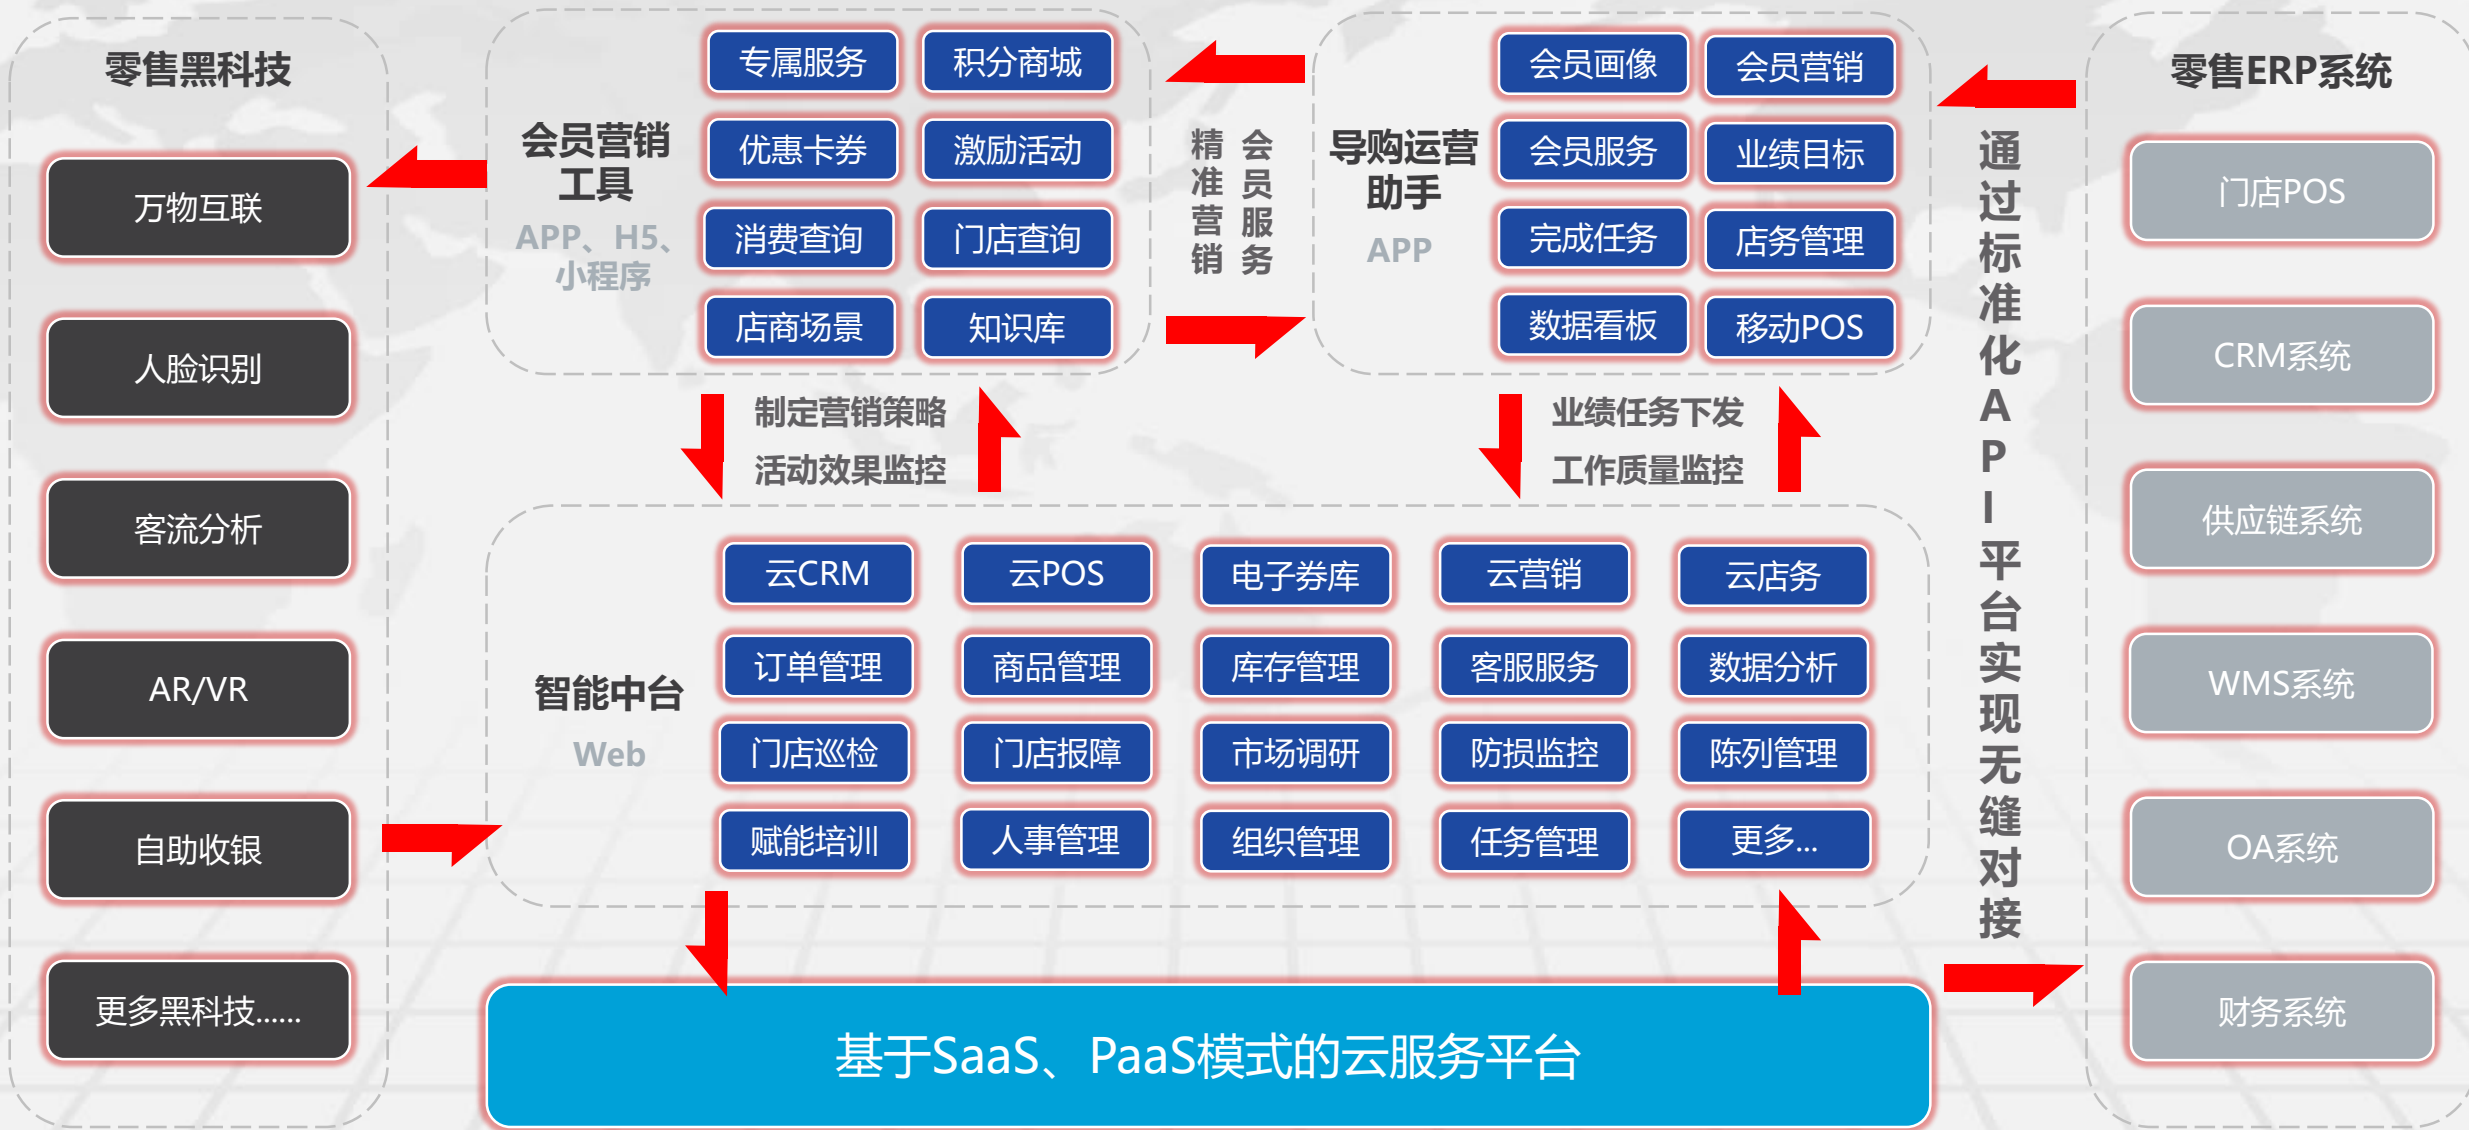 零售黑科技
万物互联
人脸识别
客流分析
AR/VR
自助收银
更多黑科技......
会员营销
工具
APP、H5、
小程序
专属服务
积分商城
优惠卡券
激励活动
消费查询
门店查询
店商场景
知识库
精准营销
会员服务
导购运营
助手
APP
会员画像
会员营销
会员服务
业绩目标
完成任务
店务管理
数据看板
移动POS
制定营销策略
活动效果监控
业绩任务下发
工作质量监控
智能中台
Web
云CRM
云POS
电子券库
云营销
云店务
订单管理
商品管理
库存管理
客服服务
数据分析
门店巡检
门店报障
市场调研
防损监控
陈列管理
赋能培训
人事管理
组织管理
任务管理
更多...
基于SaaS、PaaS模式的云服务平台
通过标准化API平台实现无缝对接
零售ERP系统
门店POS
CRM系统
供应链系统
WMS系统
OA系统
财务系统